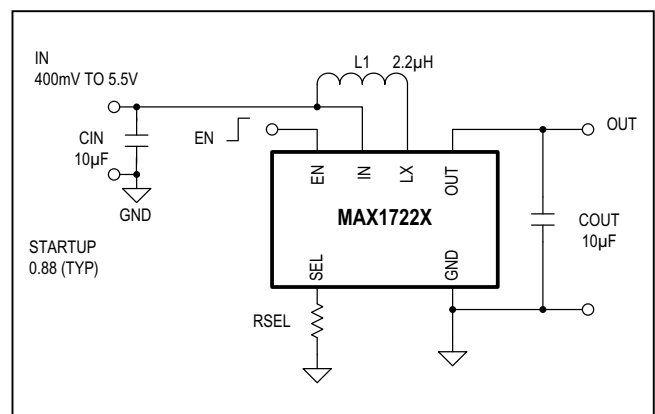 IN
400mV TO 5.5V
L1 2.2µH
CIN
10µF
EN
GND
STARTUP
0.88 (TYP)
EN
IN
LX
OUT
MAX1722X
SEL
GND
RSEL
OUT
COUT
10µF